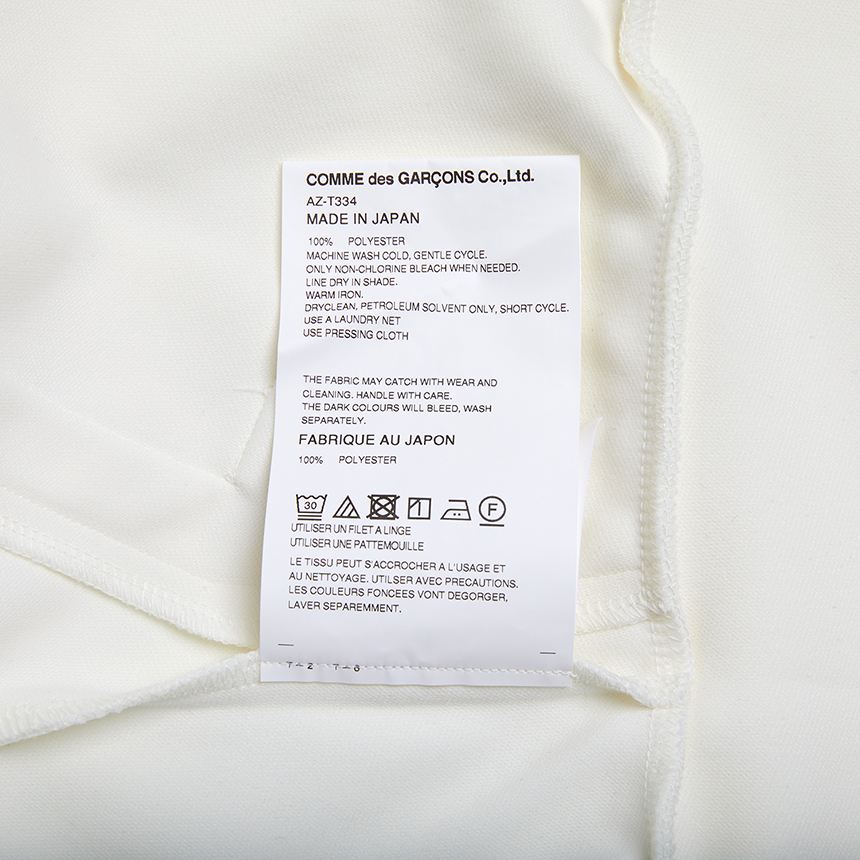 COMME des GARÇONS Co.,Ltd.
AZ-T334
MADE IN JAPAN
100% POLYESTER
MACHINE WASH COLD, GENTLE CYCLE.
ONLY NON-CHLORINE BLEACH WHEN NEEDED.
LINE DRY IN SHADE.
WARM IRON.
DRYCLEAN, PETROLEUM SOLVENT ONLY, SHORT CYCLE.
USE A LAUNDRY NET
USE PRESSING CLOTH
THE FABRIC MAY CATCH WITH WEAR AND
CLEANING. HANDLE WITH CARE.
THE DARK COLOURS WILL BLEED, WASH
SEPARATELY.
FABRIQUE AU JAPON
100% POLYESTER
30 F
UTILISER UN FILET A LINGE
UTILISER UNE PATTEMOUILLE
LE TISSU PEUT S'ACCROCHER A L'USAGE ET
AU NETTOYAGE. UTILSER AVEC PRECAUTIONS.
LES COULEURS FONCEES VONT DEGORGER,
LAVER SEPAREMMENT.